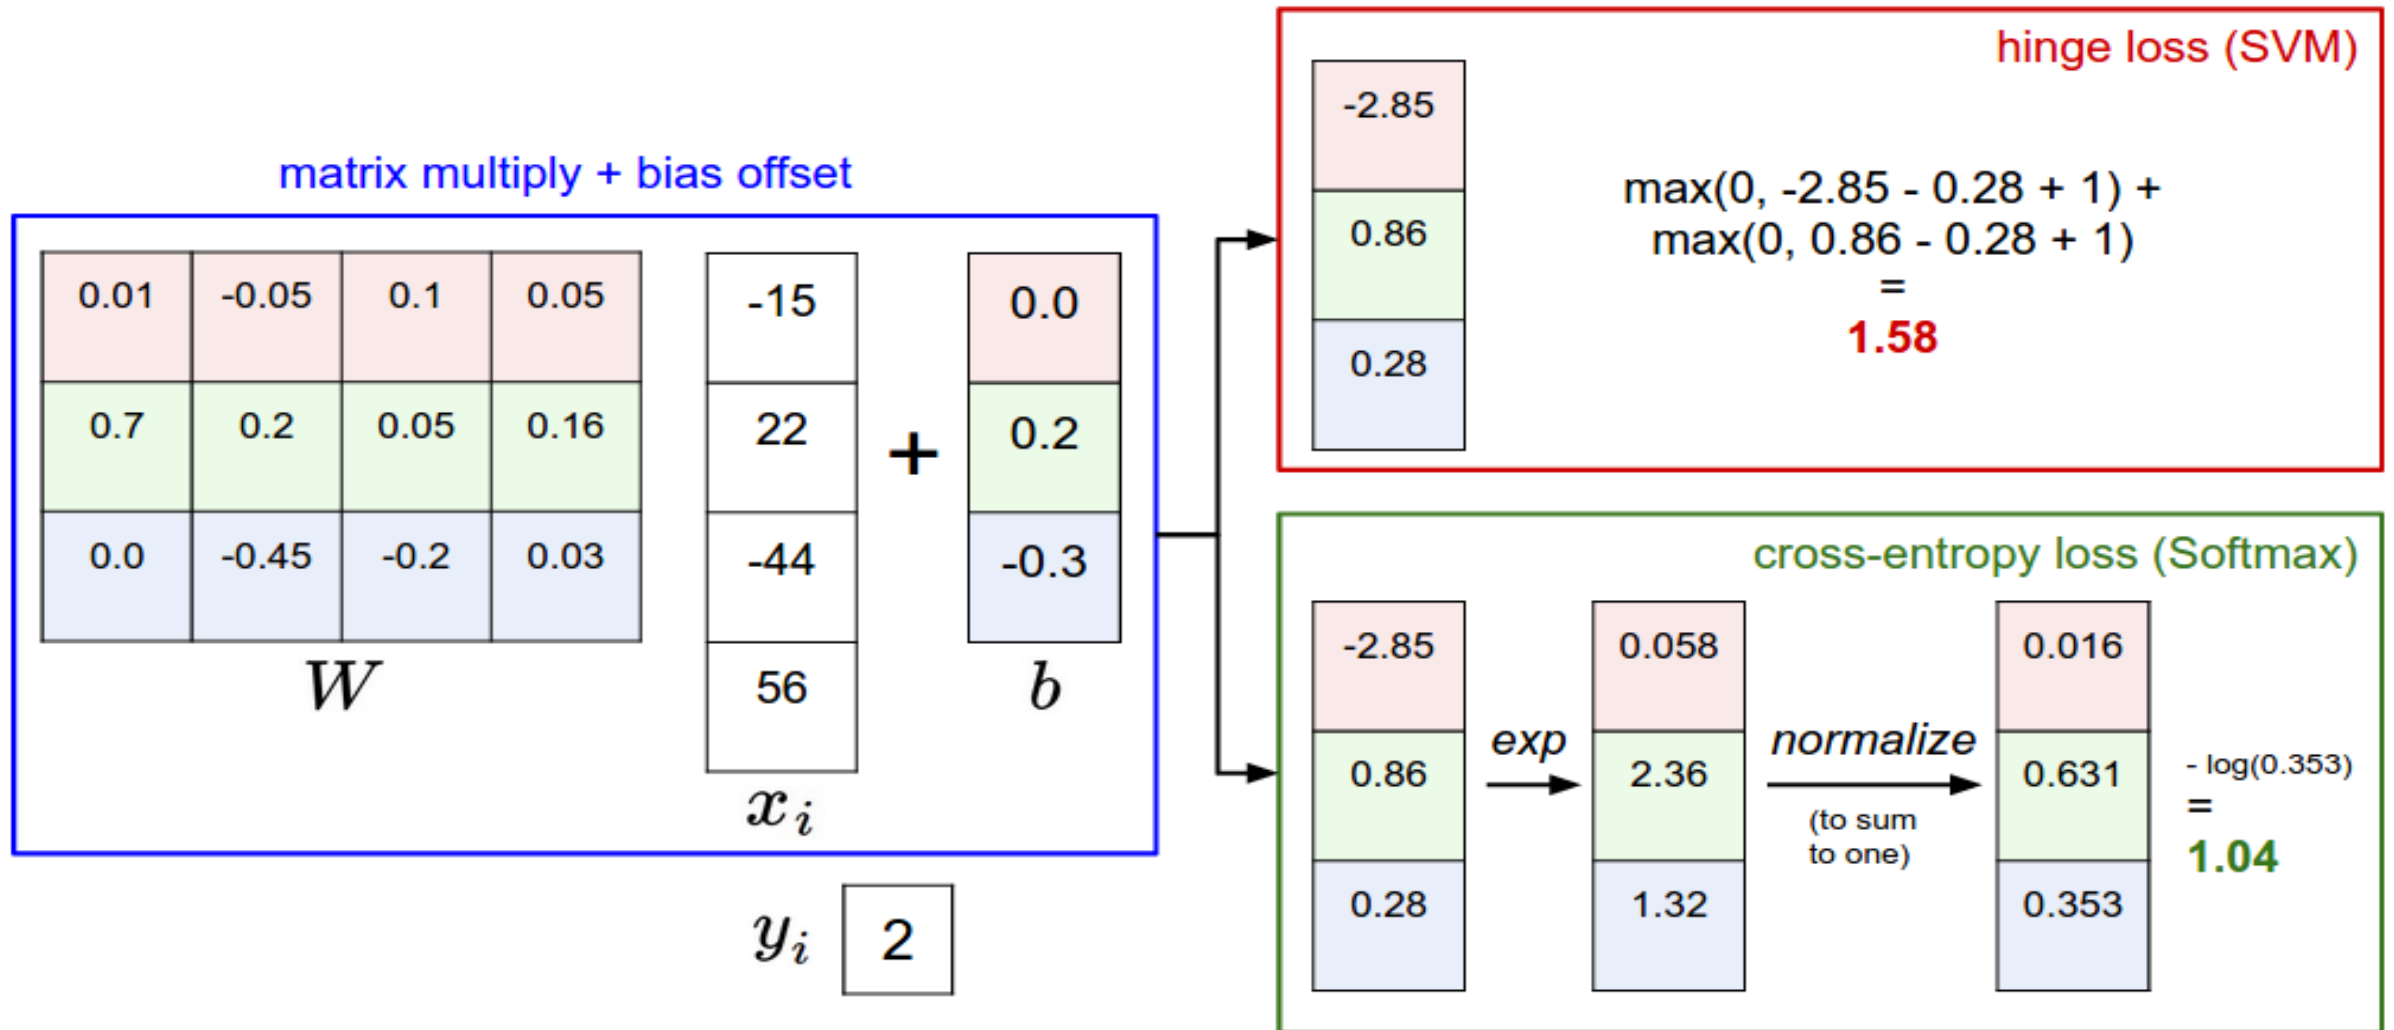 matrix multiply + bias offset
0.01 -0.05 0.1 0.05
0.7 0.2 0.05 0.16
0.0 -0.45 -0.2 0.03
W
-15
22
-44
56
x_i
+
0.0
0.2
-0.3
b
y_i 2
hinge loss (SVM)
-2.85
0.86
0.28
max(0, -2.85 - 0.28 + 1) +
max(0, 0.86 - 0.28 + 1)
=
1.58
cross-entropy loss (Softmax)
-2.85
0.86
0.28
exp
0.058
2.36
1.32
normalize
(to sum
to one)
0.016
0.631
0.353
- log(0.353)
=
1.04